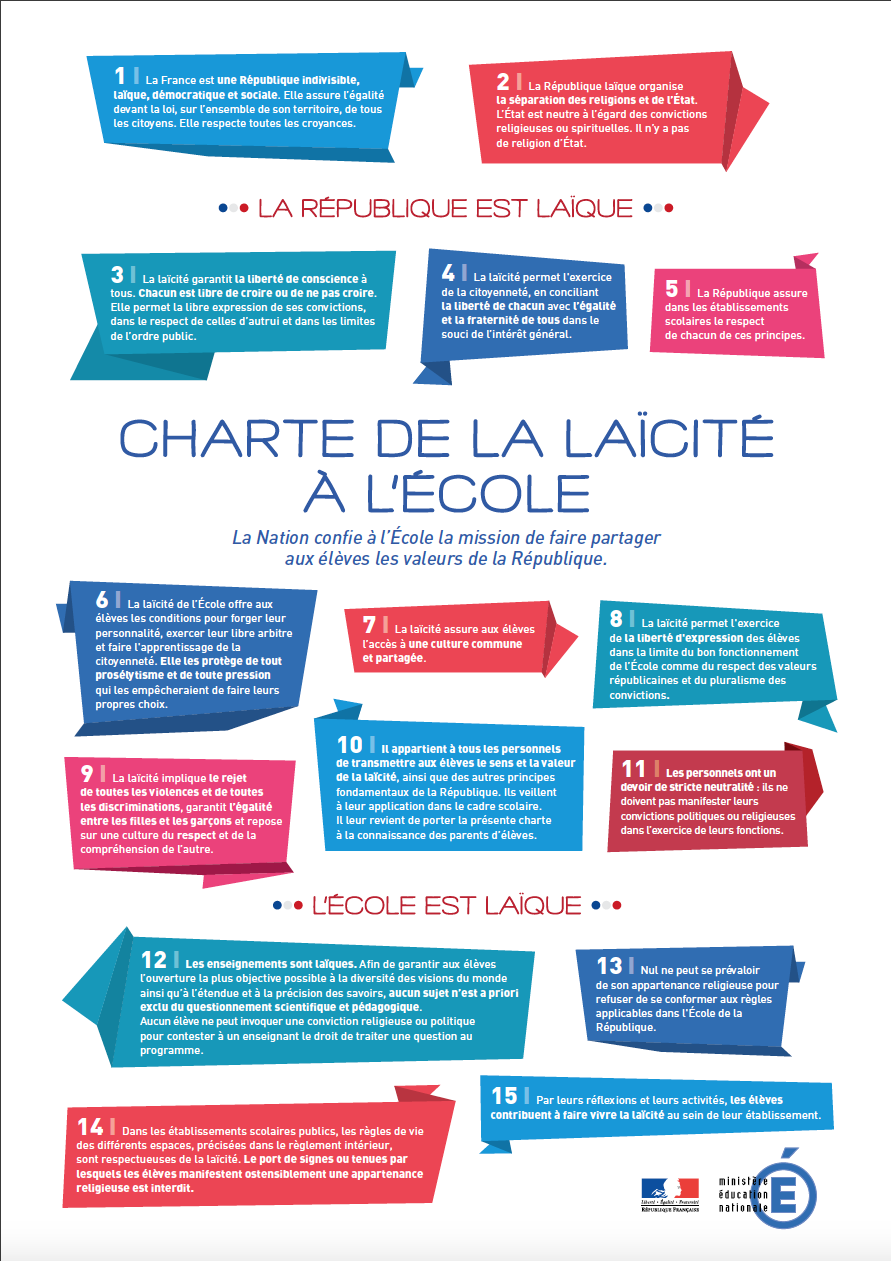 1 | La France est une République indivisible,
laïque, démocratique et sociale. Elle assure l'égalité
devant la loi, sur l'ensemble de son territoire, de tous
les citoyens. Elle respecte toutes les croyances.
2 | La République laïque organise
la séparation des religions et de l'État.
L'État est neutre à l'égard des convictions
religieuses ou spirituelles. Il n'y a pas
de religion d'État.
LA RÉPUBLIQUE EST LAÏQUE
3 | La laïcité garantit la liberté de conscience à
tous. Chacun est libre de croire ou de ne pas croire.
Elle permet la libre expression de ses convictions,
dans le respect de celles d'autrui et dans les limites
de l'ordre public.
4 | La laïcité permet l'exercice
de la citoyenneté, en conciliant
la liberté de chacun avec l'égalité
et la fraternité de tous dans le
souci de l'intérêt général.
5 | La République assure
dans les établissements
scolaires le respect
de chacun de ces principes.
CHARTE DE LA LAÏCITÉ
À L'ÉCOLE
La Nation confie à l'École la mission de faire partager
aux élèves les valeurs de la République.
6 | La laïcité de l'École offre aux
élèves les conditions pour forger leur
personnalité, exercer leur libre arbitre
et faire l'apprentissage de la
citoyenneté. Elle les protège de tout
prosélytisme et de toute pression
qui les empêcheraient de faire leurs
propres choix.
7 | La laïcité assure aux élèves
l'accès à une culture commune
et partagée.
8 | La laïcité permet l'exercice
de la liberté d'expression des élèves
dans la limite du bon fonctionnement
de l'École comme du respect des valeurs
républicaines et du pluralisme des
convictions.
9 | La laïcité implique le rejet
de toutes les violences et de toutes
les discriminations, garantit l'égalité
entre les filles et les garçons et repose
sur une culture du respect et de la
compréhension de l'autre.
10 | Il appartient à tous les personnels
de transmettre aux élèves le sens et la valeur
de la laïcité, ainsi que des autres principes
fondamentaux de la République. Ils veillent
à leur application dans le cadre scolaire.
Il leur revient de porter la présente charte
à la connaissance des parents d'élèves.
11 | Les personnels ont un
devoir de stricte neutralité : ils ne
doivent pas manifester leurs
convictions politiques ou religieuses
dans l'exercice de leurs fonctions.
L'ÉCOLE EST LAÏQUE
12 | Les enseignements sont laïques. Afin de garantir aux élèves
l'ouverture la plus objective possible à la diversité des visions du monde
ainsi qu'à l'étendue et à la précision des savoirs, aucun sujet n'est a priori
exclu du questionnement scientifique et pédagogique.
Aucun élève ne peut invoquer une conviction religieuse ou politique
pour contester à un enseignant le droit de traiter une question au
programme.
13 | Nul ne peut se prévaloir
de son appartenance religieuse pour
refuser de se conformer aux règles
applicables dans l'École de la
République.
14 | Dans les établissements scolaires publics, les règles de vie
des différents espaces, précisées dans le règlement intérieur,
sont respectueuses de la laïcité. Le port de signes ou tenues par
lesquels les élèves manifestent ostensiblement une appartenance
religieuse est interdit.
15 | Par leurs réflexions et leurs activités, les élèves
contribuent à faire vivre la laïcité au sein de leur établissement.
Liberté • Égalité • Fraternité
RÉPUBLIQUE FRANÇAISE
ministère
éducation
nationale
É